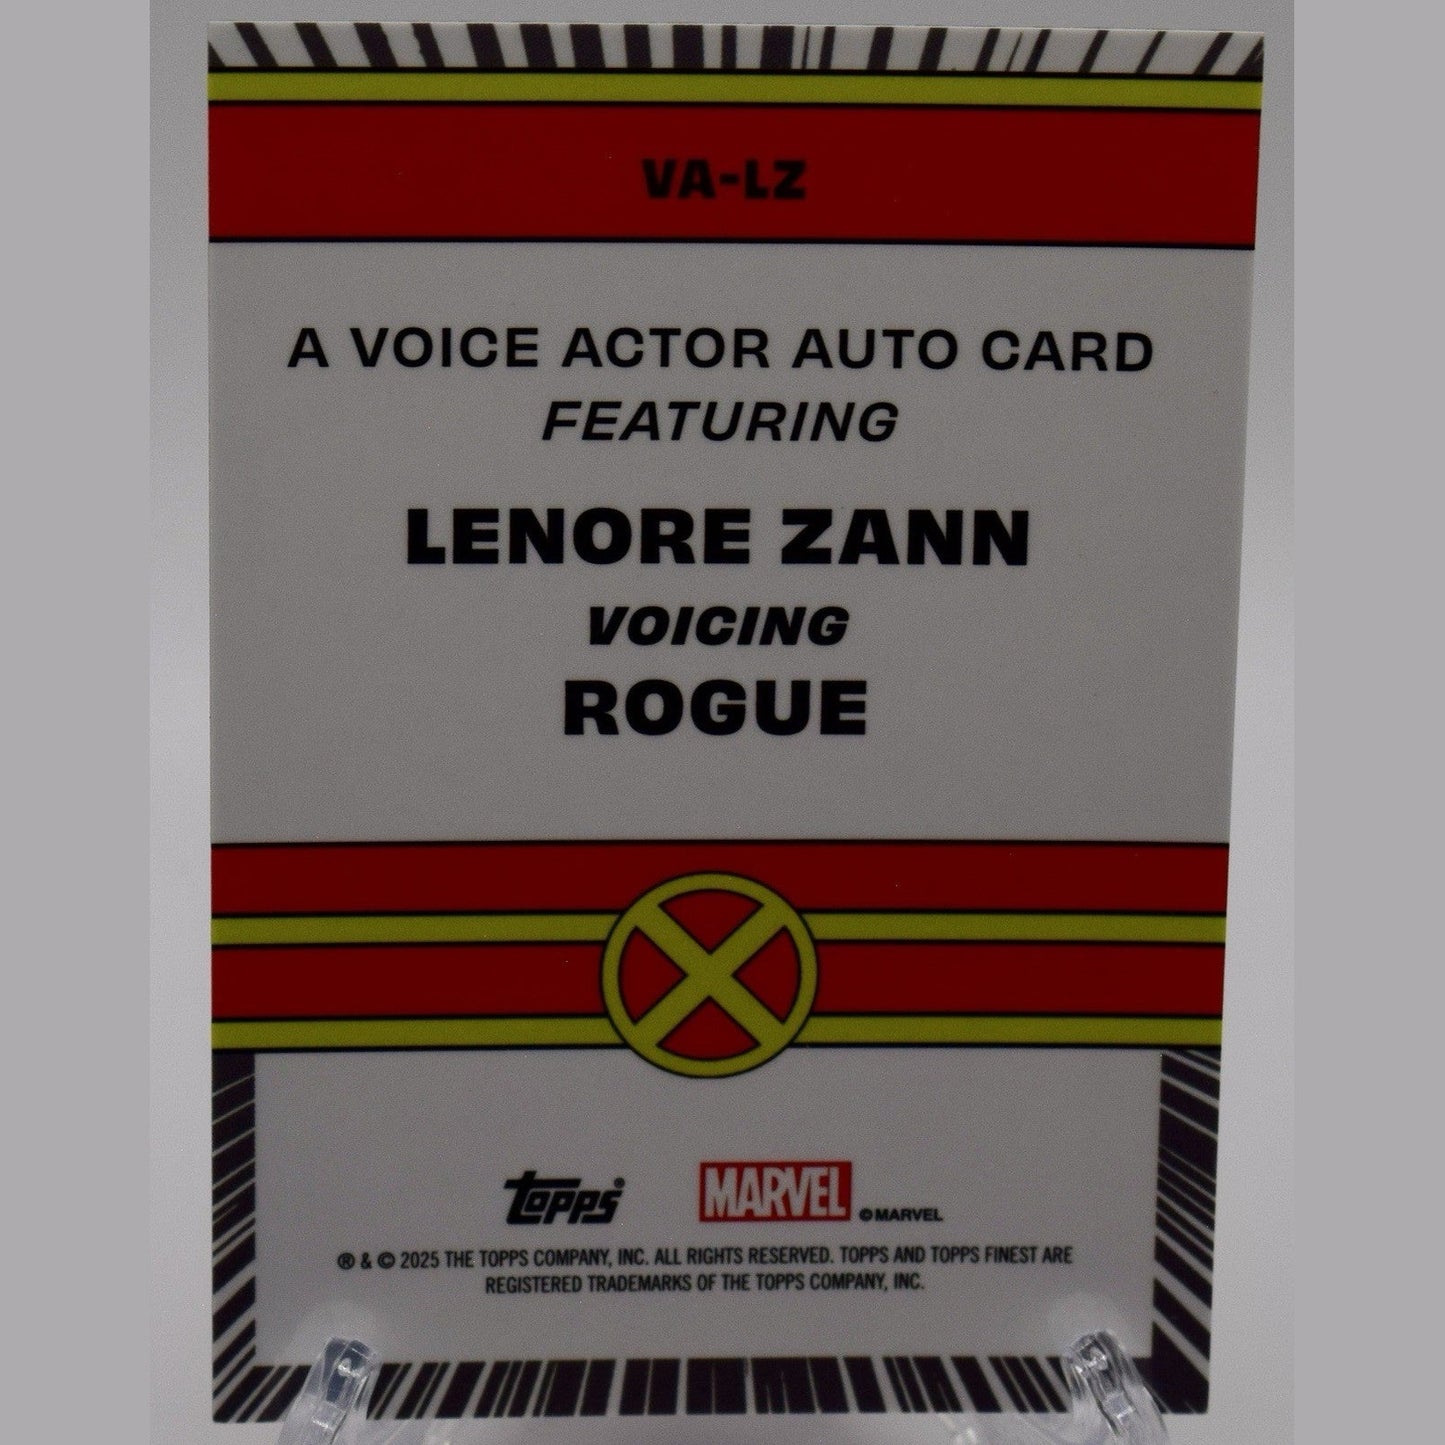 VA-LZ
A VOICE ACTOR AUTO CARD
FEATURING
LENORE ZANN
VOICING
ROGUE
topps®
MARVEL © MARVEL
® & © 2025 THE TOPPS COMPANY, INC. ALL RIGHTS RESERVED. TOPPS AND TOPPS FINEST ARE
REGISTERED TRADEMARKS OF THE TOPPS COMPANY, INC.